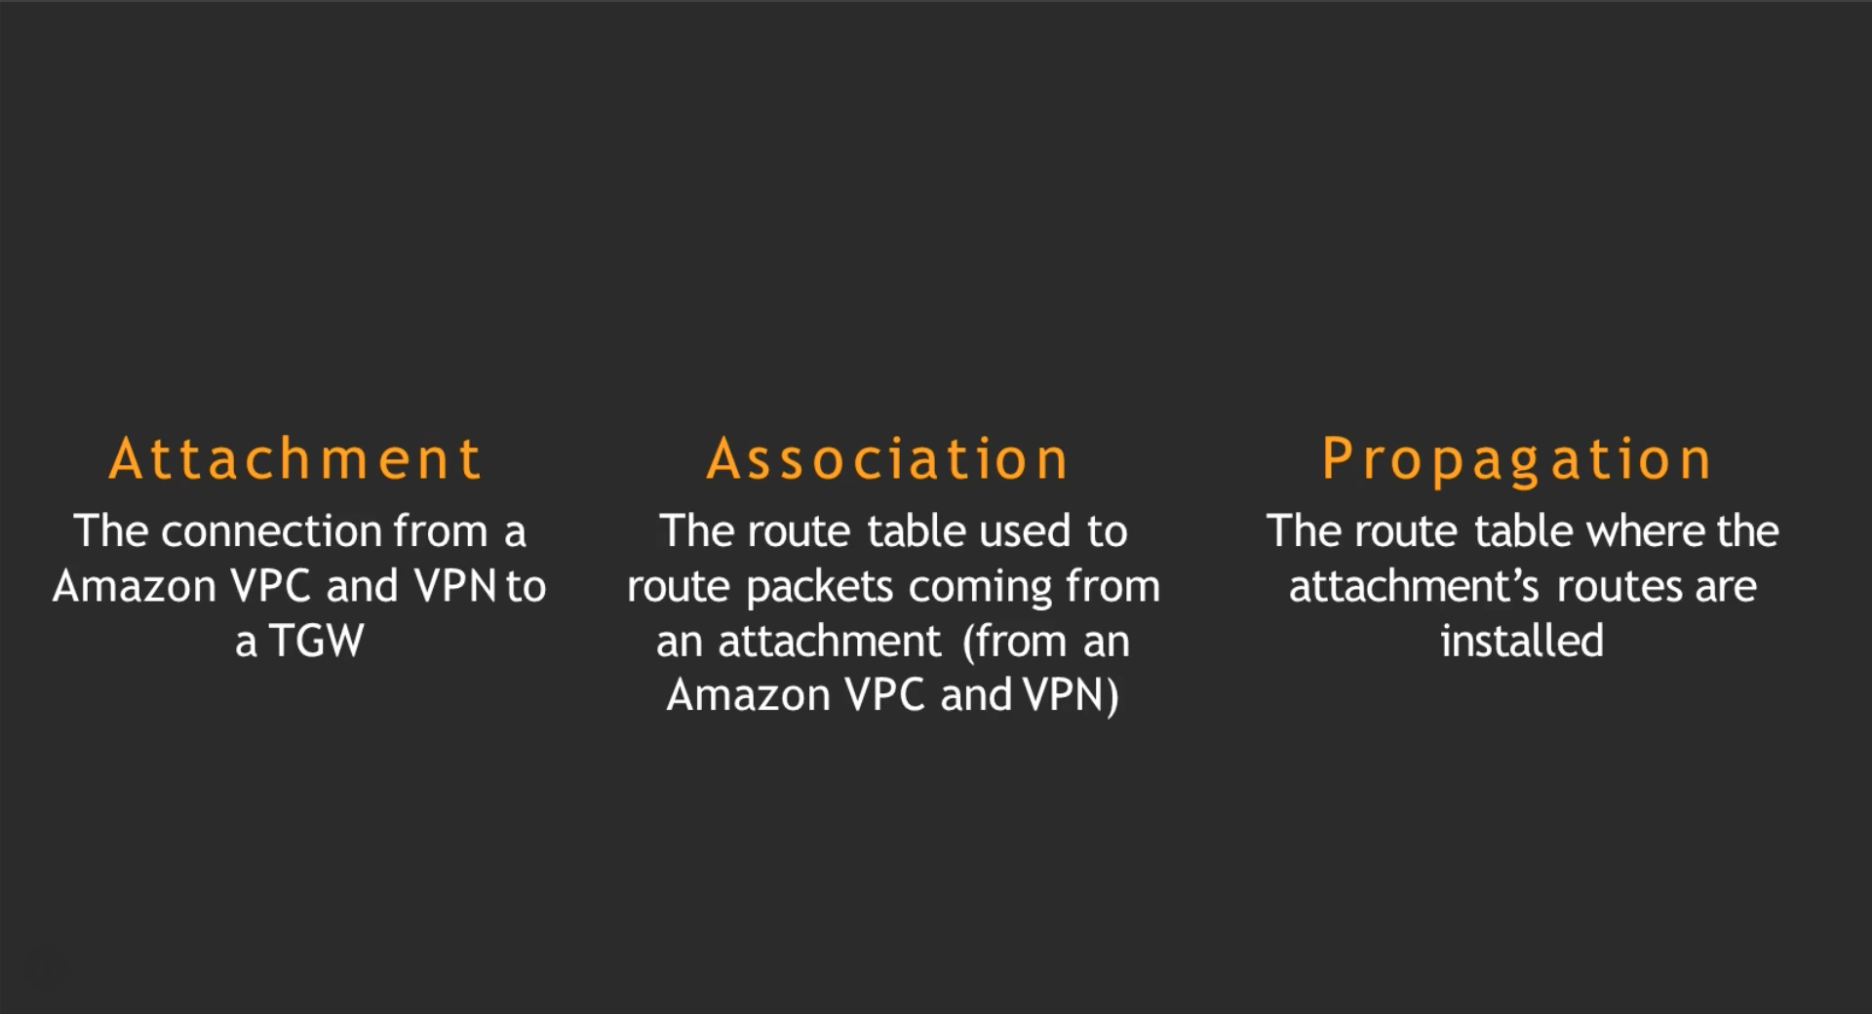 Attachment
The connection from a
Amazon VPC and VPN to
a TGW
Association
The route table used to
route packets coming from
an attachment (from an
Amazon VPC and VPN)
Propagation
The route table where the
attachment’s routes are
installed